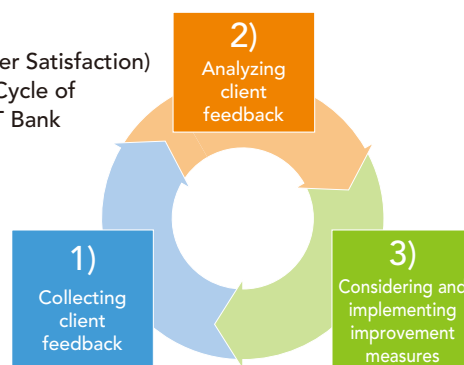 er Satisfaction)
Cycle of
Bank
2)
Analyzing
client
feedback
1)
Collecting
client
feedback
3)
Considering and
implementing
improvement
measures